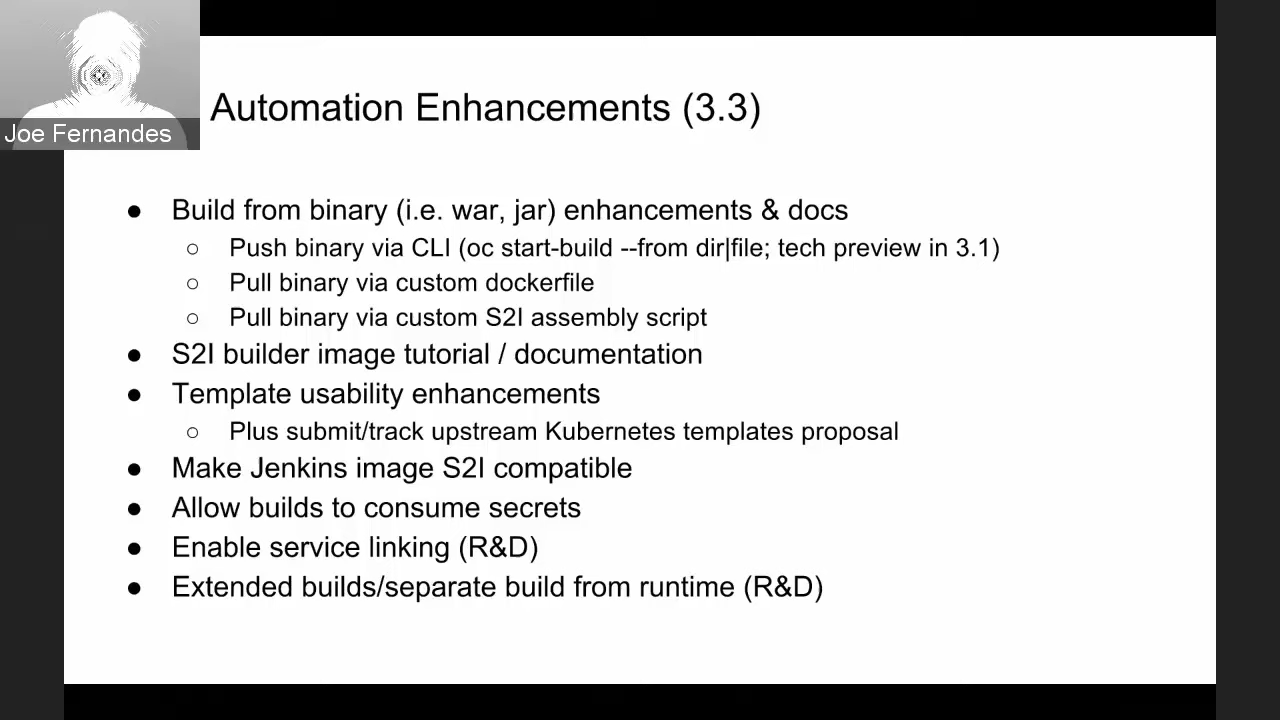 Joe Fernandes
Automation Enhancements (3.3)
● Build from binary (i.e. war, jar) enhancements & docs
○ Push binary via CLI (oc start-build --from dir|file; tech preview in 3.1)
○ Pull binary via custom dockerfile
○ Pull binary via custom S2I assembly script
● S2I builder image tutorial / documentation
● Template usability enhancements
○ Plus submit/track upstream Kubernetes templates proposal
● Make Jenkins image S2I compatible
● Allow builds to consume secrets
● Enable service linking (R&D)
● Extended builds/separate build from runtime (R&D)